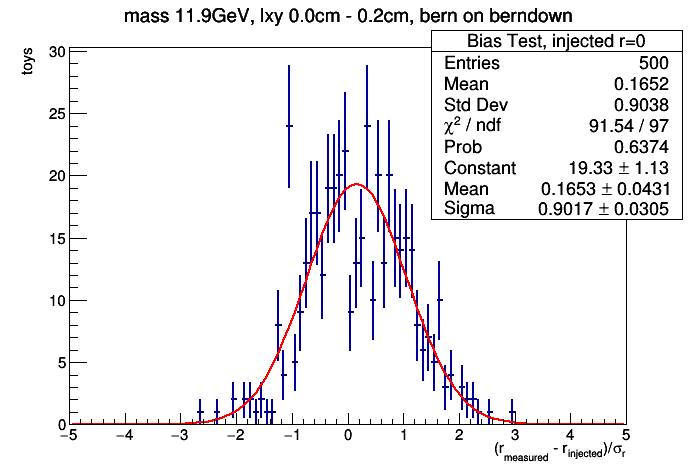 mass 11.9GeV, lxy 0.0cm - 0.2cm, bern on berndown
Bias Test, injected r=0
Entries 500
Mean 0.1652
Std Dev 0.9038
χ² / ndf 91.54 / 97
Prob 0.6374
Constant 19.33 ± 1.13
Mean 0.1653 ± 0.0431
Sigma 0.9017 ± 0.0305
toys
30
25
20
15
10
5
0
−5 −4 −3 −2 −1 0 1 2 3 4 5
(r_measured - r_injected)/σ_r